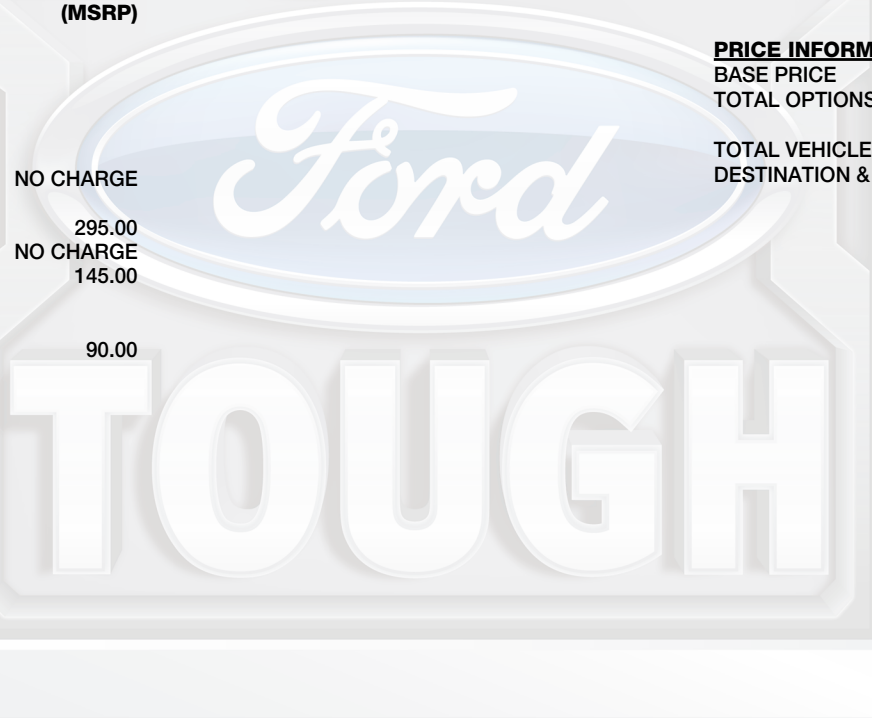 (MSRP)
NO CHARGE
295.00
NO CHARGE
145.00
90.00
PRICE INFORM
BASE PRICE
TOTAL OPTIONS
TOTAL VEHICLE
DESTINATION &
Ford
TOUGH